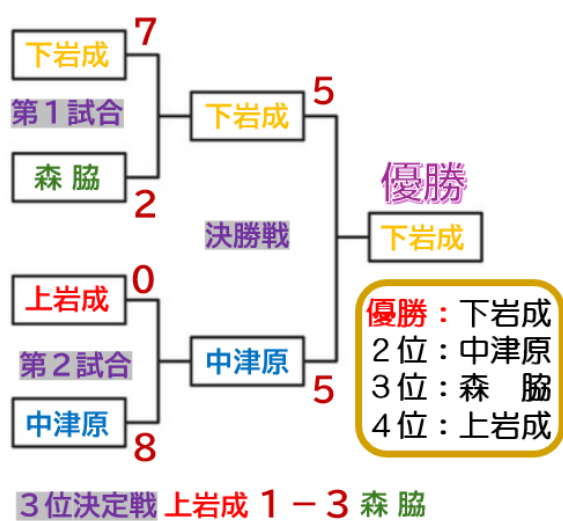 下岩成 7
第1試合
森 脇 2
下岩成 5
決勝戦
上岩成 0
第2試合
中津原 8
中津原 5
優勝
下岩成
優勝：下岩成
２位：中津原
３位：森　脇
４位：上岩成
３位決定戦 上岩成 １－３ 森 脇